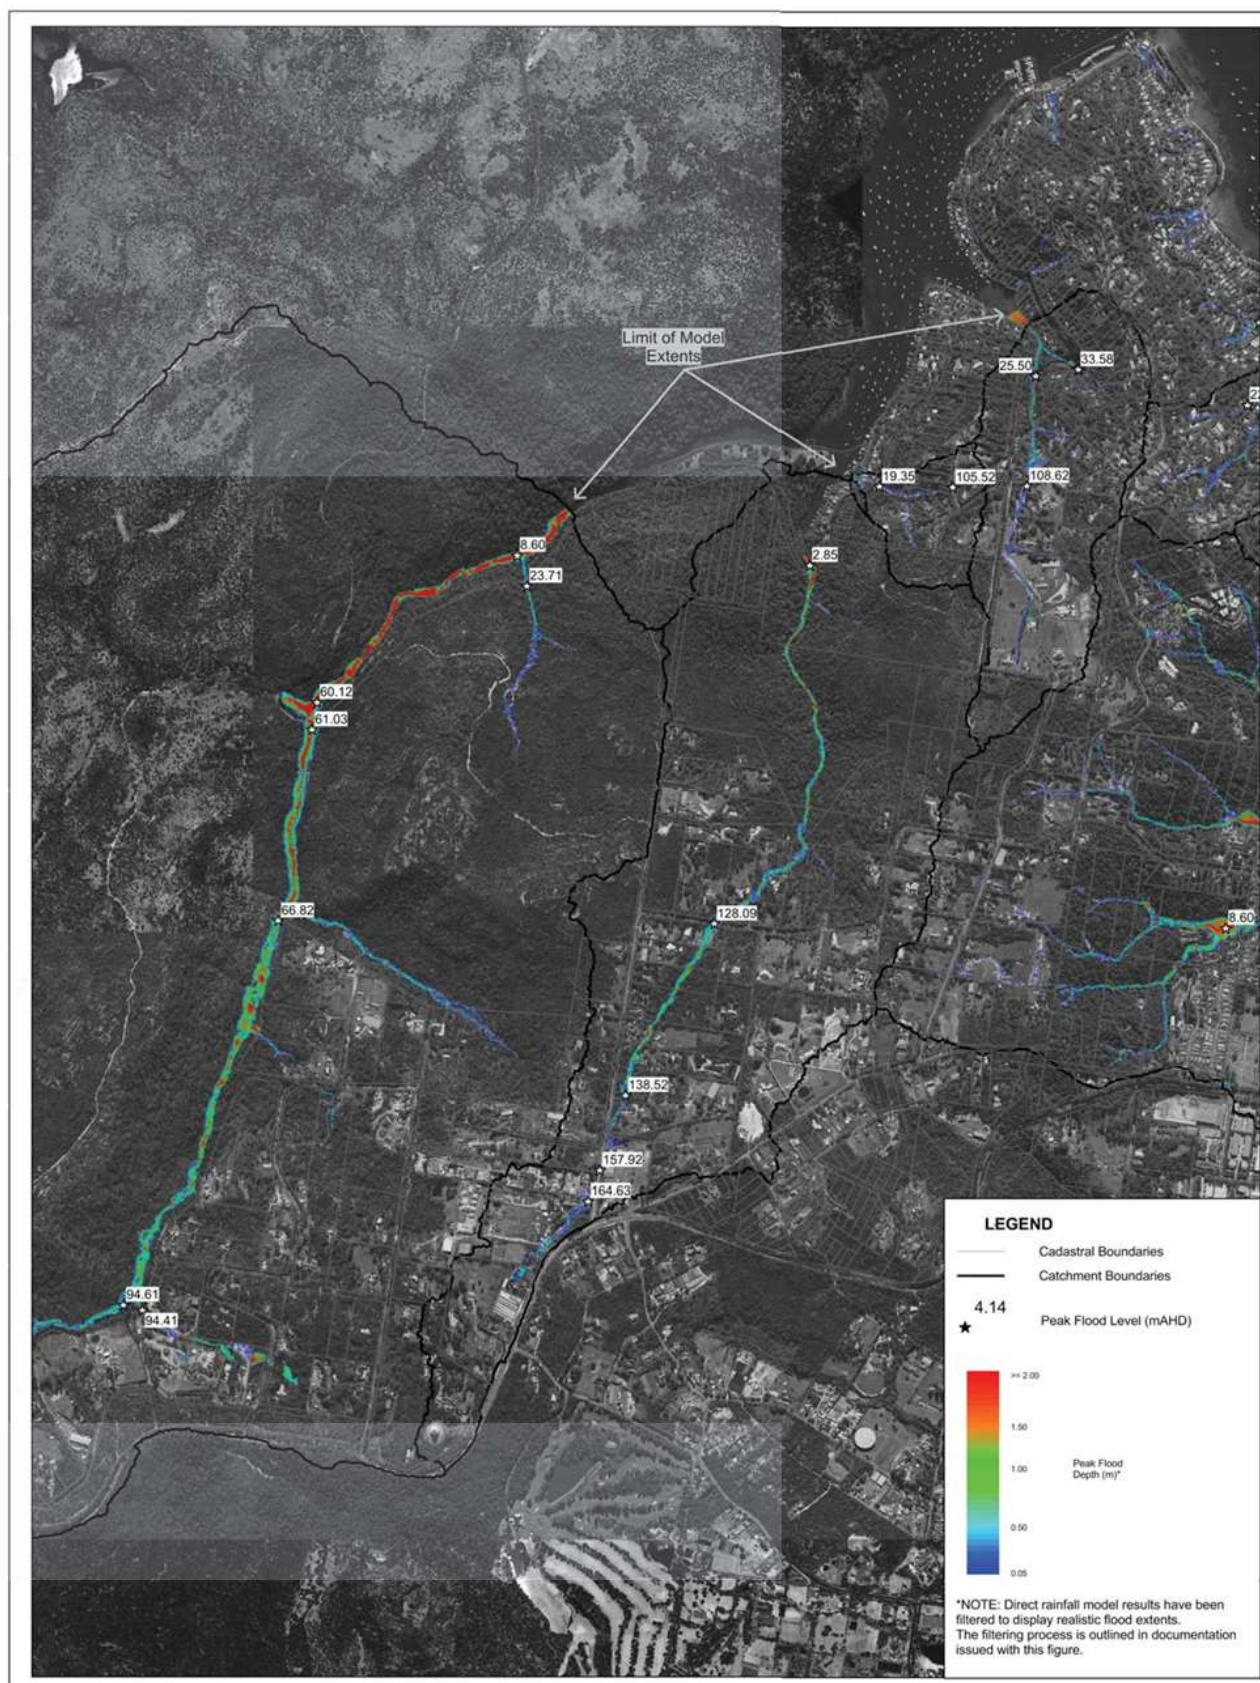 Limit of Model
Extents
33.58
25.50
22
19.35
105.52
108.62
8.60
2.85
23.71
60.12
61.03
66.82
128.09
8.60
138.52
157.92
164.63
94.61
94.41
LEGEND
Cadastral Boundaries
Catchment Boundaries
4.14
Peak Flood Level (mAHD)
>= 2.00
1.50
1.00
Peak Flood
Depth (m)*
0.50
0.05
*NOTE: Direct rainfall model results have been
filtered to display realistic flood extents.
The filtering process is outlined in documentation
issued with this figure.